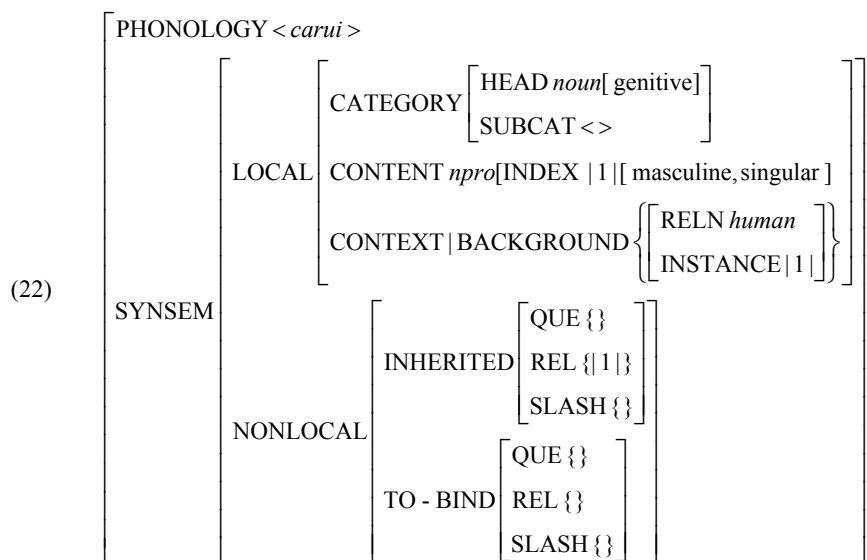 PHONOLOGY < carui >
CATEGORY [HEAD noun[ genitive]
SUBCAT < >]
LOCAL CONTENT npro[INDEX | 1 |[ masculine, singular ]
CONTEXT | BACKGROUND {[RELN human
INSTANCE | 1 |]}
(22) SYNSEM
INHERITED [QUE { }
REL {| 1 |}
SLASH { }]
NONLOCAL
TO - BIND [QUE { }
REL { }
SLASH { }]